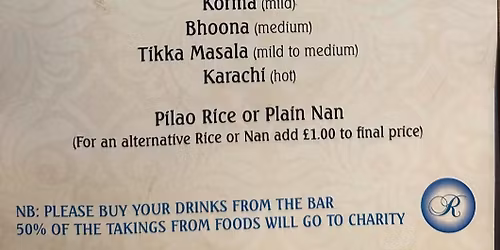 Korma (mild)
Bhoona (medium)
Tikka Masala (mild to medium)
Karachi (hot)
Pilao Rice or Plain Nan
(For an alternative Rice or Nan add £1.00 to final price)
NB: PLEASE BUY YOUR DRINKS FROM THE BAR
50% OF THE TAKINGS FROM FOODS WILL GO TO CHARITY
R